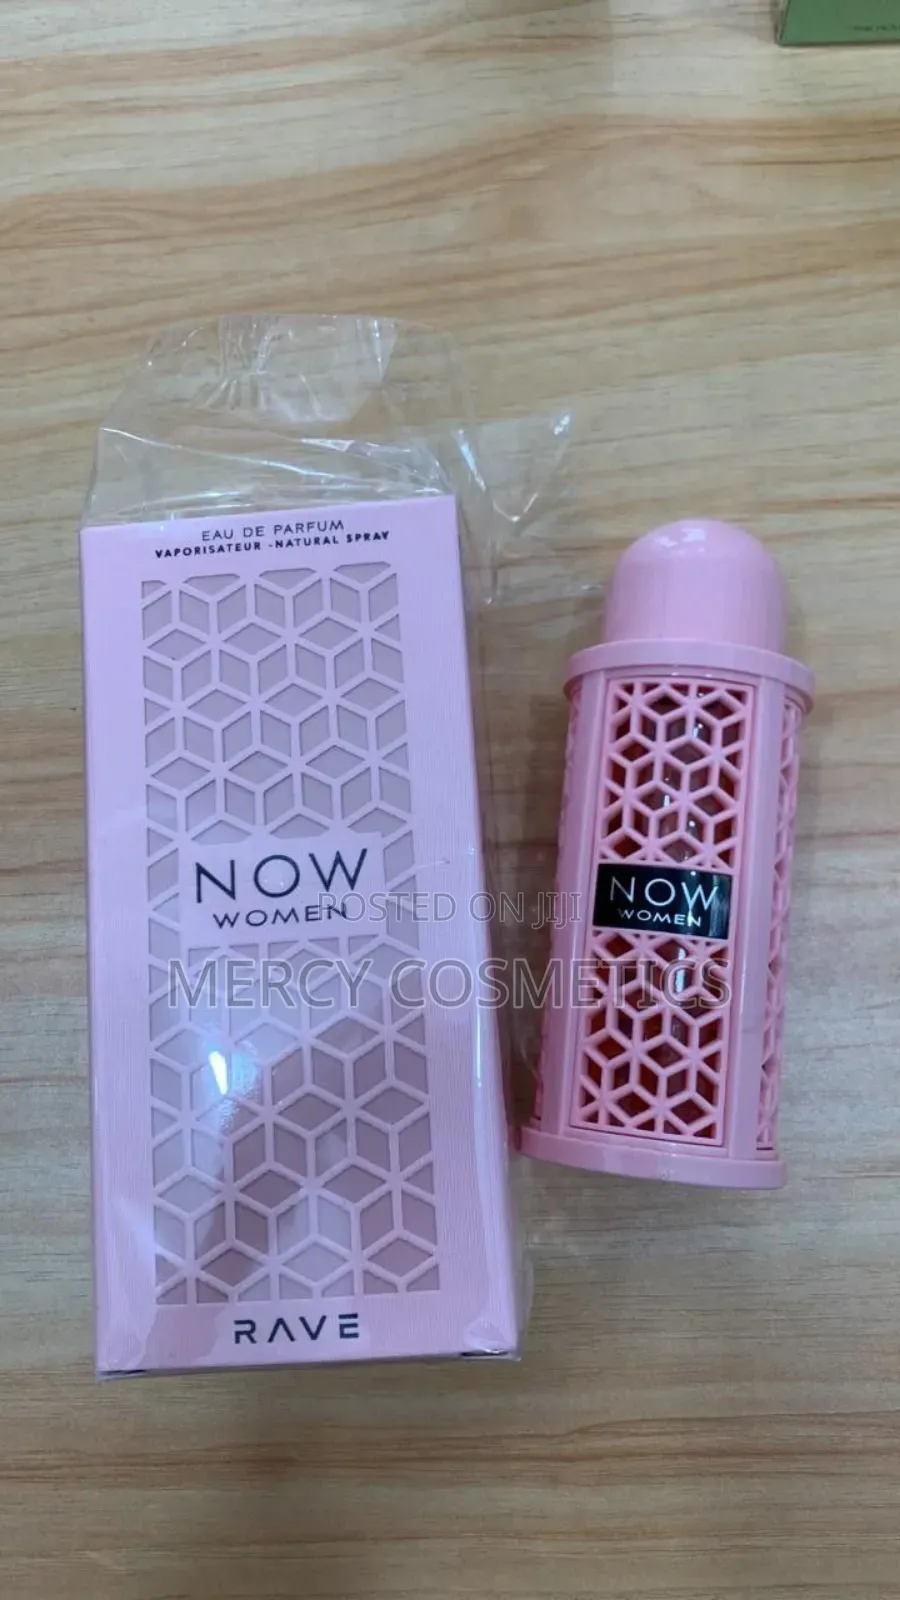 EAU DE PARFUM
VAPORISATEUR - NATURAL SPRAY
NOW
WOMEN
RAVE
NOW
WOMEN
POSTED ON JIJI
MERCY COSMETICS